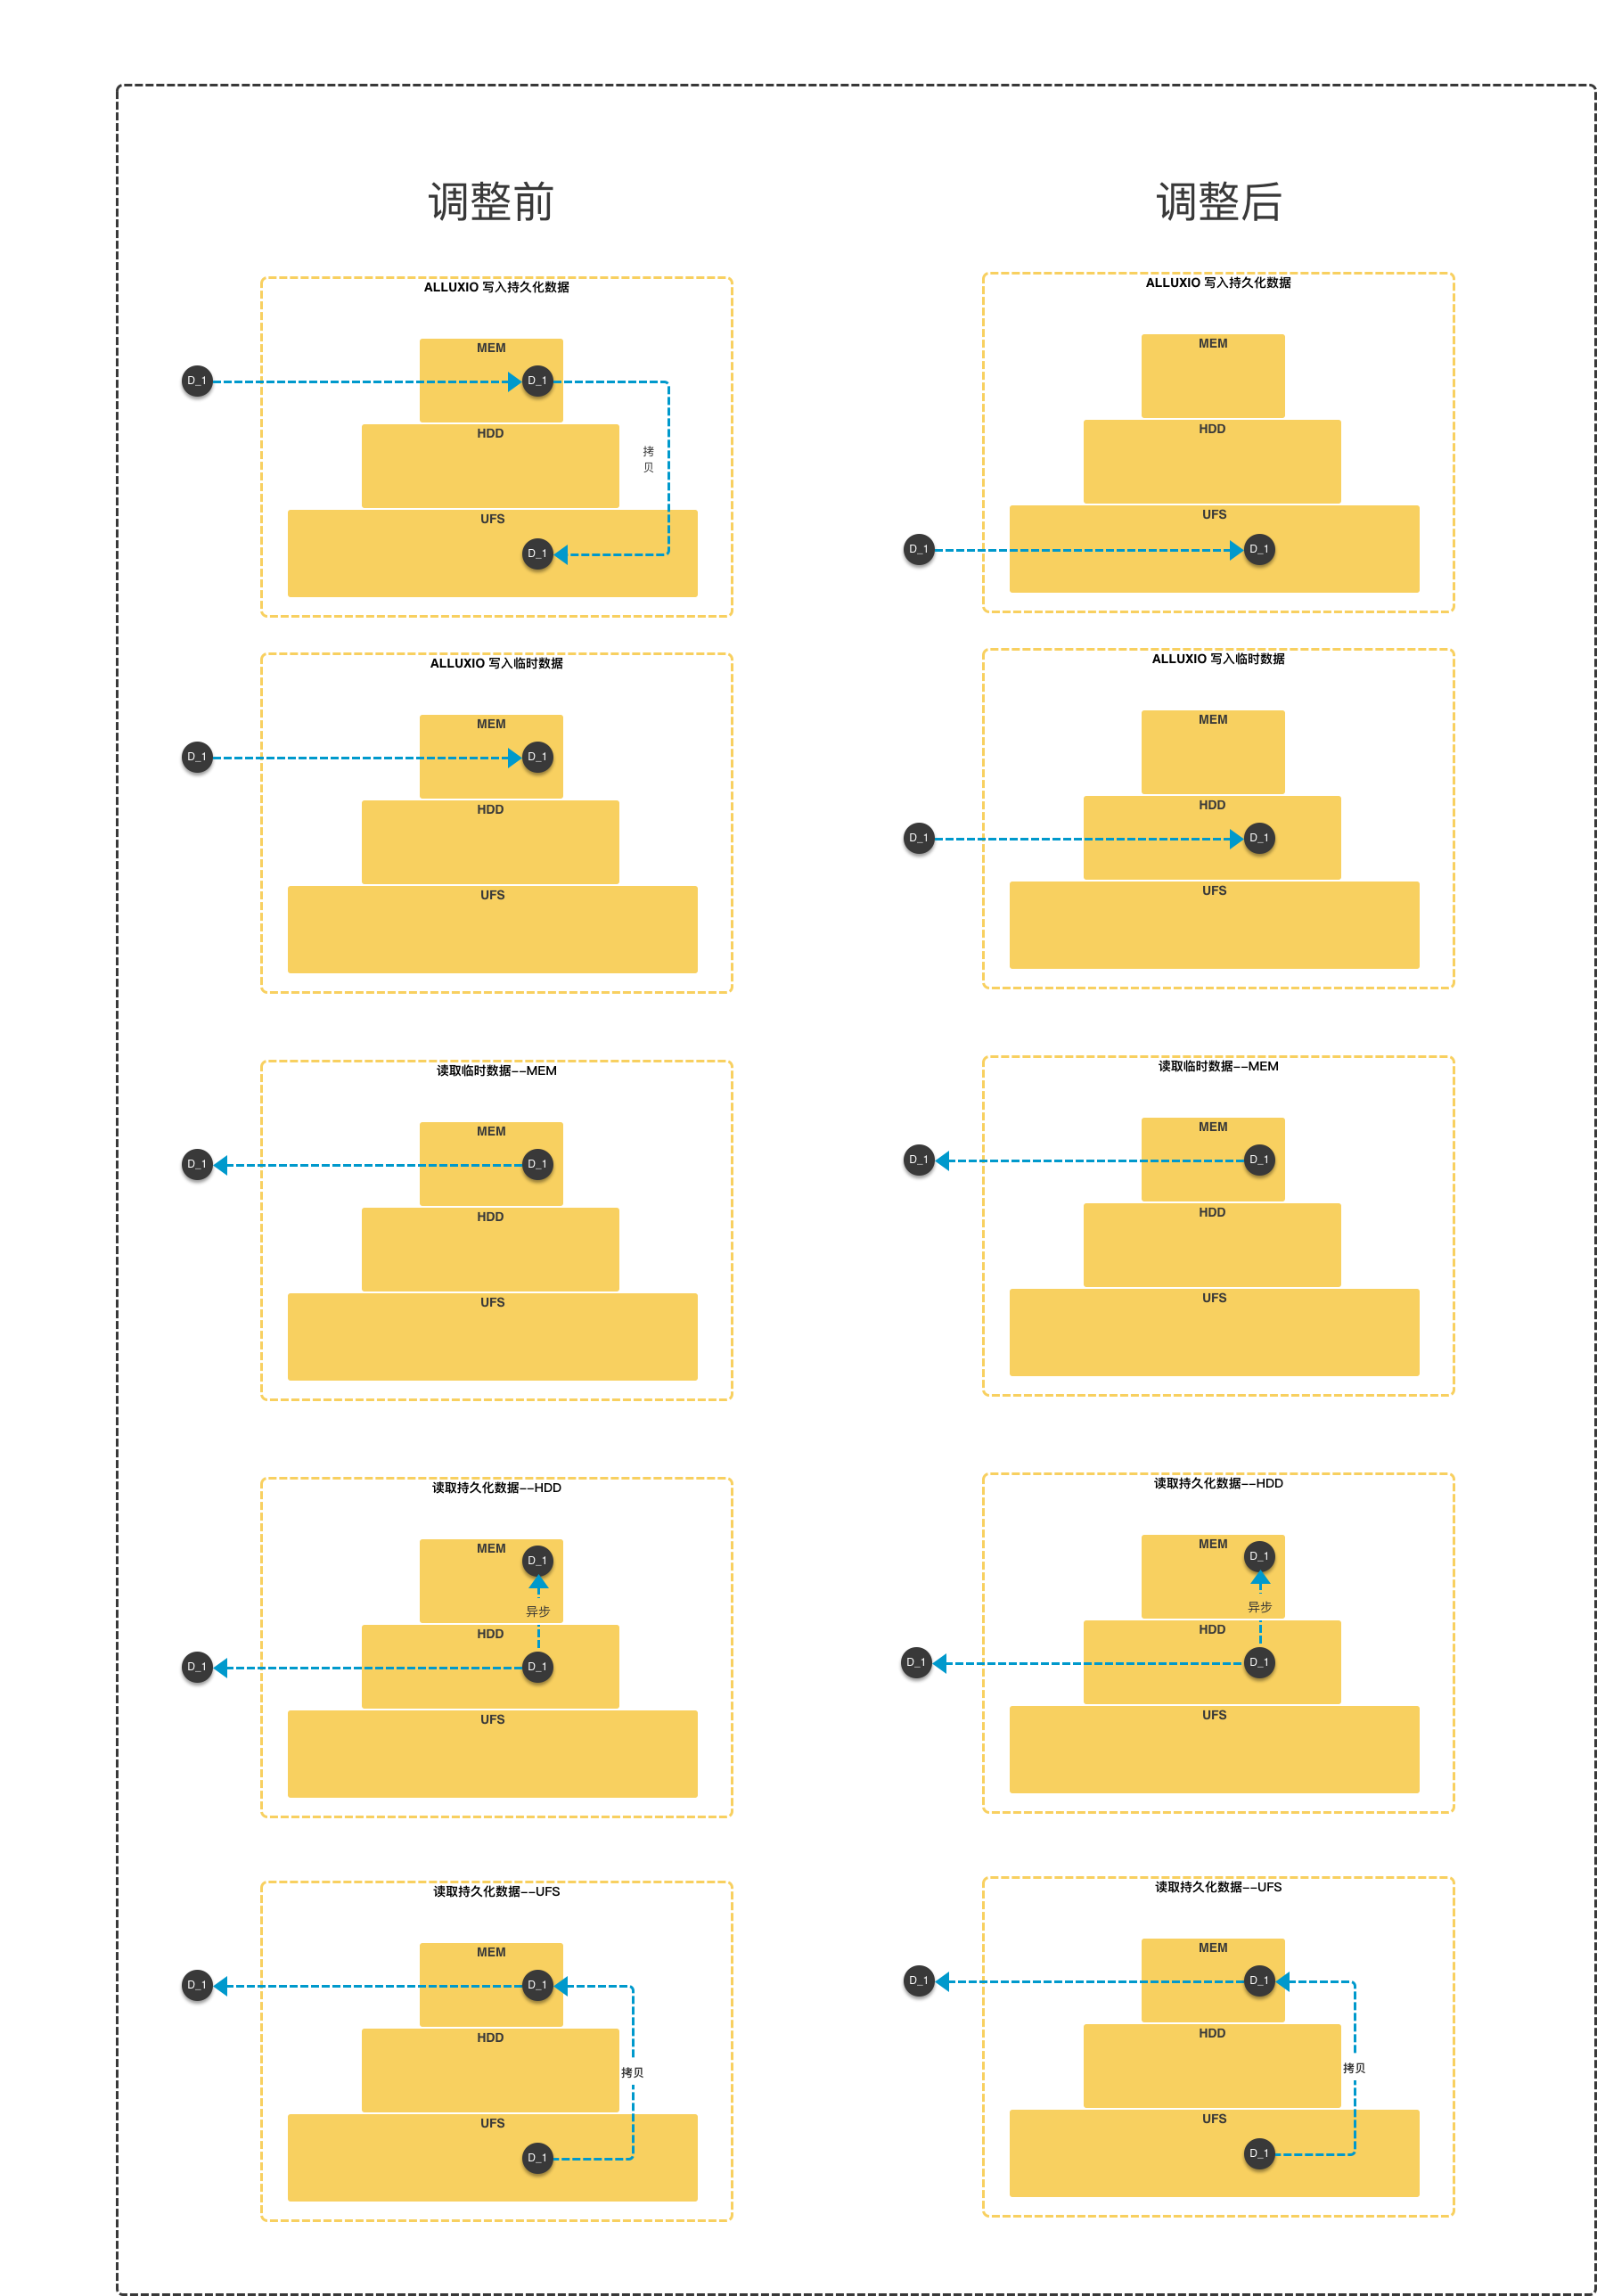 调整前
调整后
ALLUXIO 写入持久化数据
MEM
D_1
D_1
HDD
拷
贝
UFS
D_1
ALLUXIO 写入持久化数据
MEM
HDD
UFS
D_1
D_1
ALLUXIO 写入临时数据
MEM
D_1
D_1
HDD
UFS
ALLUXIO 写入临时数据
MEM
HDD
D_1
D_1
UFS
读取临时数据--MEM
MEM
D_1
D_1
HDD
UFS
读取临时数据--MEM
MEM
D_1
D_1
HDD
UFS
读取持久化数据--HDD
MEM
D_1
异步
HDD
D_1
D_1
UFS
读取持久化数据--HDD
MEM
D_1
异步
HDD
D_1
D_1
UFS
读取持久化数据--UFS
MEM
D_1
D_1
HDD
拷贝
UFS
D_1
读取持久化数据--UFS
MEM
D_1
D_1
HDD
拷贝
UFS
D_1